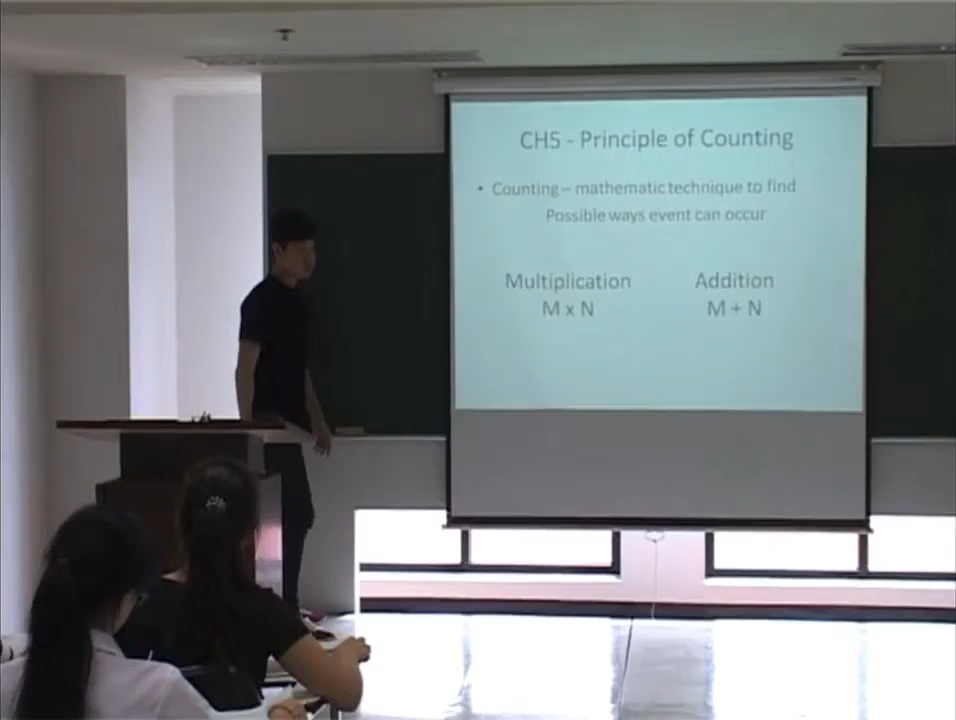 CH5 - Principle of Counting
• Counting – mathematic technique to find
Possible ways event can occur
Multiplication
M x N
Addition
M + N